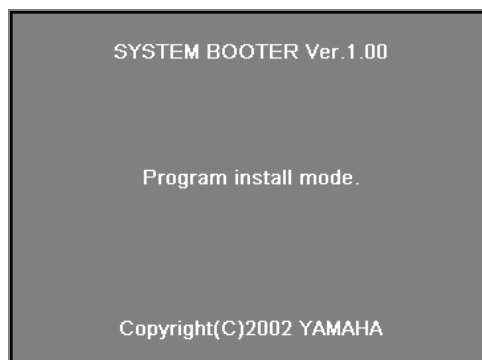 SYSTEM BOOTER Ver.1.00
Program install mode.
Copyright(C)2002 YAMAHA